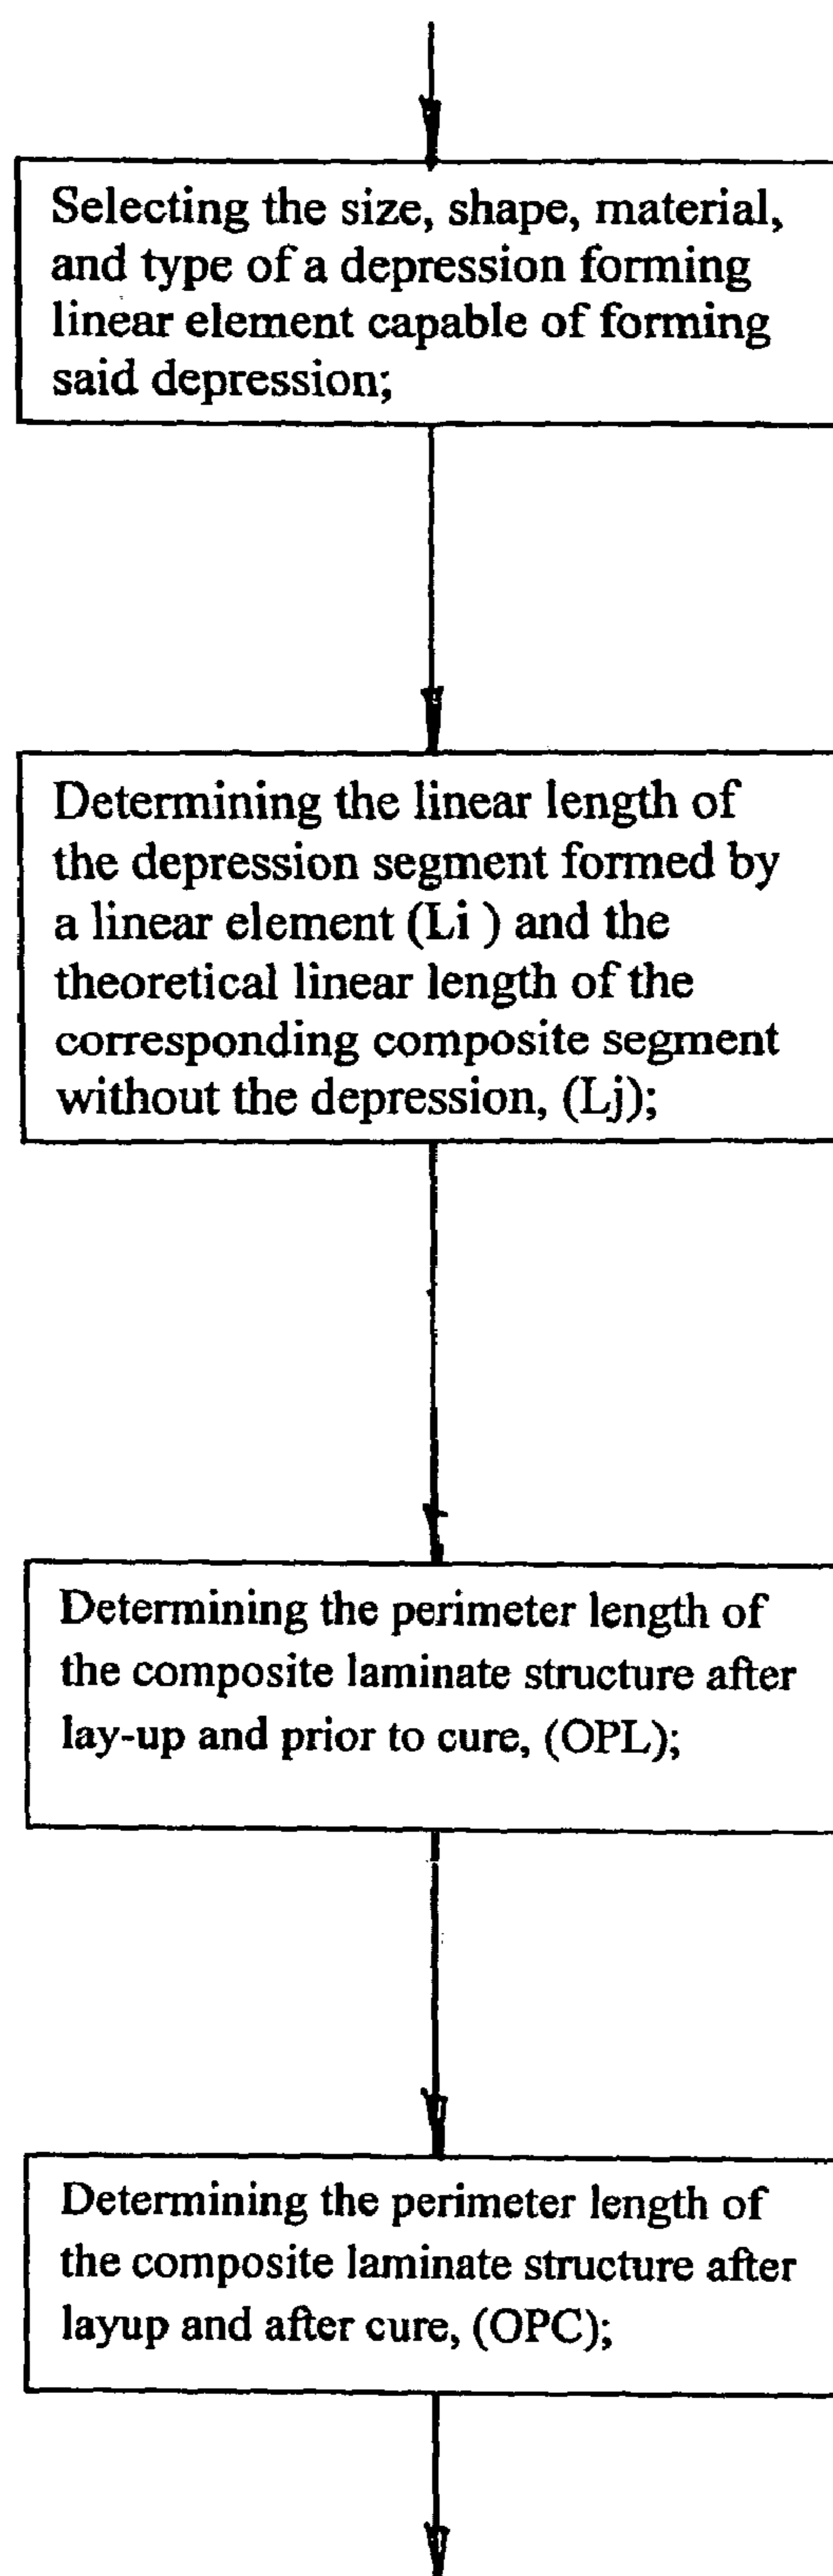 Selecting the size, shape, material,
and type of a depression forming
linear element capable of forming
said depression;
Determining the linear length of
the depression segment formed by
a linear element (Li ) and the
theoretical linear length of the
corresponding composite segment
without the depression, (Lj);
Determining the perimeter length of
the composite laminate structure after
lay-up and prior to cure, (OPL);
Determining the perimeter length of
the composite laminate structure after
layup and after cure, (OPC);